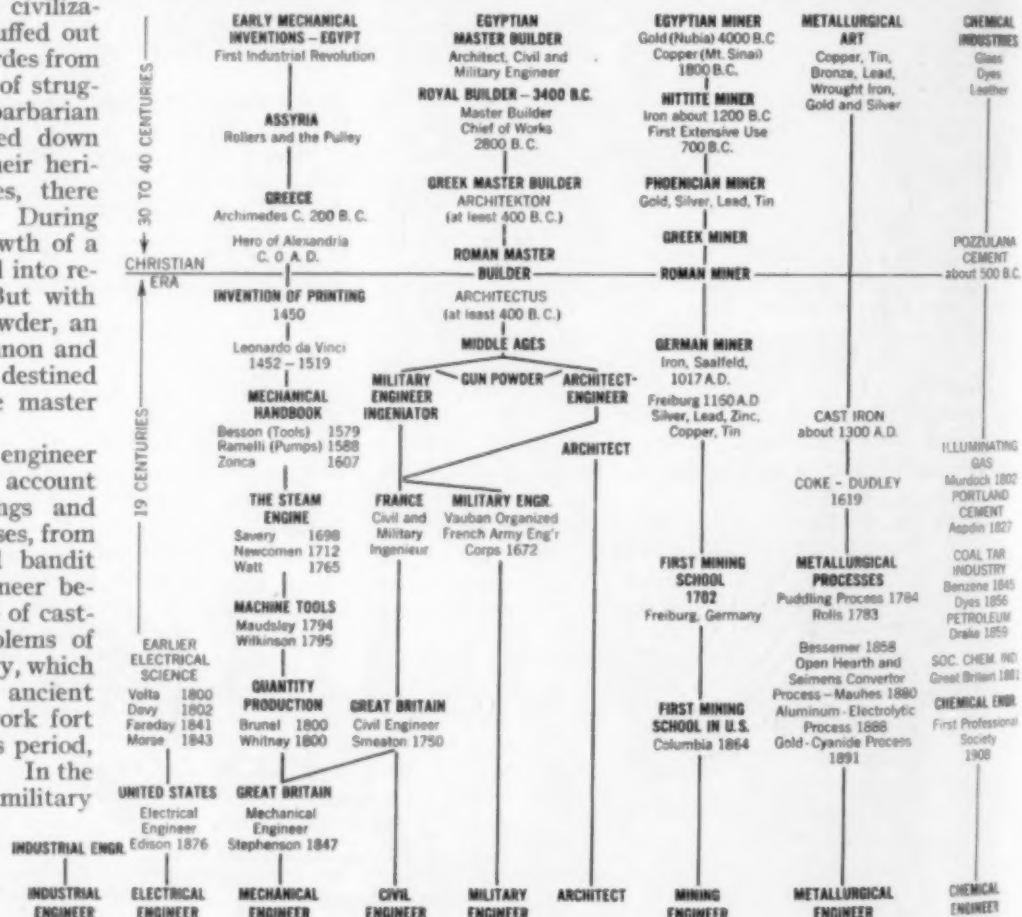 civiliza-
uffed out
rdes from
of strug-
barbarian
ed down
heir heri-
es, there
During
wth of a
d into re-
But with
wder, an
non and
destined
e master
engineer
account
ngs and
ses, from
d bandit
neer be-
of cast-
blems of
y, which
ancient
ork fort
s period,
In the
military
30 TO 40 CENTURIES
CHRISTIAN
ERA
19 CENTURIES
EARLY MECHANICAL
INVENTIONS – EGYPT
First Industrial Revolution
ASSYRIA
Rollers and the Pulley
GREECE
Archimedes C. 200 B. C.
Hero of Alexandria
C. O A. D.
INVENTION OF PRINTING
1450
Leonardo da Vinci
1452 – 1519
MECHANICAL
HANDBOOK
Besson (Tools) 1579
Ramelli (Pumps) 1588
Zonca 1607
THE STEAM
ENGINE
Savery 1698
Newcomen 1712
Watt 1765
MACHINE TOOLS
Maudsley 1794
Wilkinson 1795
QUANTITY
PRODUCTION
Brunel 1800
Whitney 1800
GREAT BRITAIN
Mechanical
Engineer
Stephenson 1847
EARLIER
ELECTRICAL
SCIENCE
Volta 1800
Davy 1802
Faraday 1841
Morse 1843
UNITED STATES
Electrical
Engineer
Edison 1876
INDUSTRIAL ENGR.
EGYPTIAN
MASTER BUILDER
Architect, Civil and
Military Engineer
ROYAL BUILDER – 3400 B.C.
Master Builder
Chief of Works
2800 B. C.
GREEK MASTER BUILDER
ARCHITEKTON
(at least 400 B. C.)
ROMAN MASTER
BUILDER
ARCHITECTUS
(at least 400 B. C.)
MIDDLE AGES
GUN POWDER
MILITARY
ENGINEER
INGENIATOR
ARCHITECT-
ENGINEER
ARCHITECT
FRANCE
Civil and
Military
Ingenieur
MILITARY ENGR.
Vauban Organized
French Army Eng'r
Corps 1672
GREAT BRITAIN
Civil Engineer
Smeaton 1750
EGYPTIAN MINER
Gold (Nubia) 4000 B.C
Copper (Mt. Sinai)
1800 B.C.
HITTITE MINER
Iron about 1200 B.C
First Extensive Use
700 B.C.
PHOENICIAN MINER
Gold, Silver, Lead, Tin
GREEK MINER
ROMAN MINER
GERMAN MINER
Iron, Saalfeld,
1017 A.D.
Freiburg 1160 A.D
Silver, Lead, Zinc,
Copper, Tin
FIRST MINING
SCHOOL
1702
Freiburg, Germany
FIRST MINING
SCHOOL IN U.S.
Columbia 1864
METALLURGICAL
ART
Copper, Tin,
Bronze, Lead,
Wrought Iron,
Gold and Silver
CAST IRON
about 1300 A.D.
COKE – DUDLEY
1619
METALLURGICAL
PROCESSES
Puddling Process 1784
Rolls 1783
Bessemer 1858
Open Hearth and
Seimens Convertor
Process – Mauhes 1880
Aluminum - Electrolytic
Process 1888
Gold - Cyanide Process
1891
CHEMICAL
INDUSTRIES
Glass
Dyes
Leather
POZZULANA
CEMENT
about 500 B.C.
ILLUMINATING
GAS
Murdock 1802
PORTLAND
CEMENT
Aspdin 1827
COAL TAR
INDUSTRY
Benzene 1845
Dyes 1856
PETROLEUM
Drake 1859
SOC. CHEM. IND.
Great Britain 1881
CHEMICAL ENGR.
First Professional
Society
1908
INDUSTRIAL
ENGINEER
ELECTRICAL
ENGINEER
MECHANICAL
ENGINEER
CIVIL
ENGINEER
MILITARY
ENGINEER
ARCHITECT
MINING
ENGINEER
METALLURGICAL
ENGINEER
CHEMICAL
ENGINEER